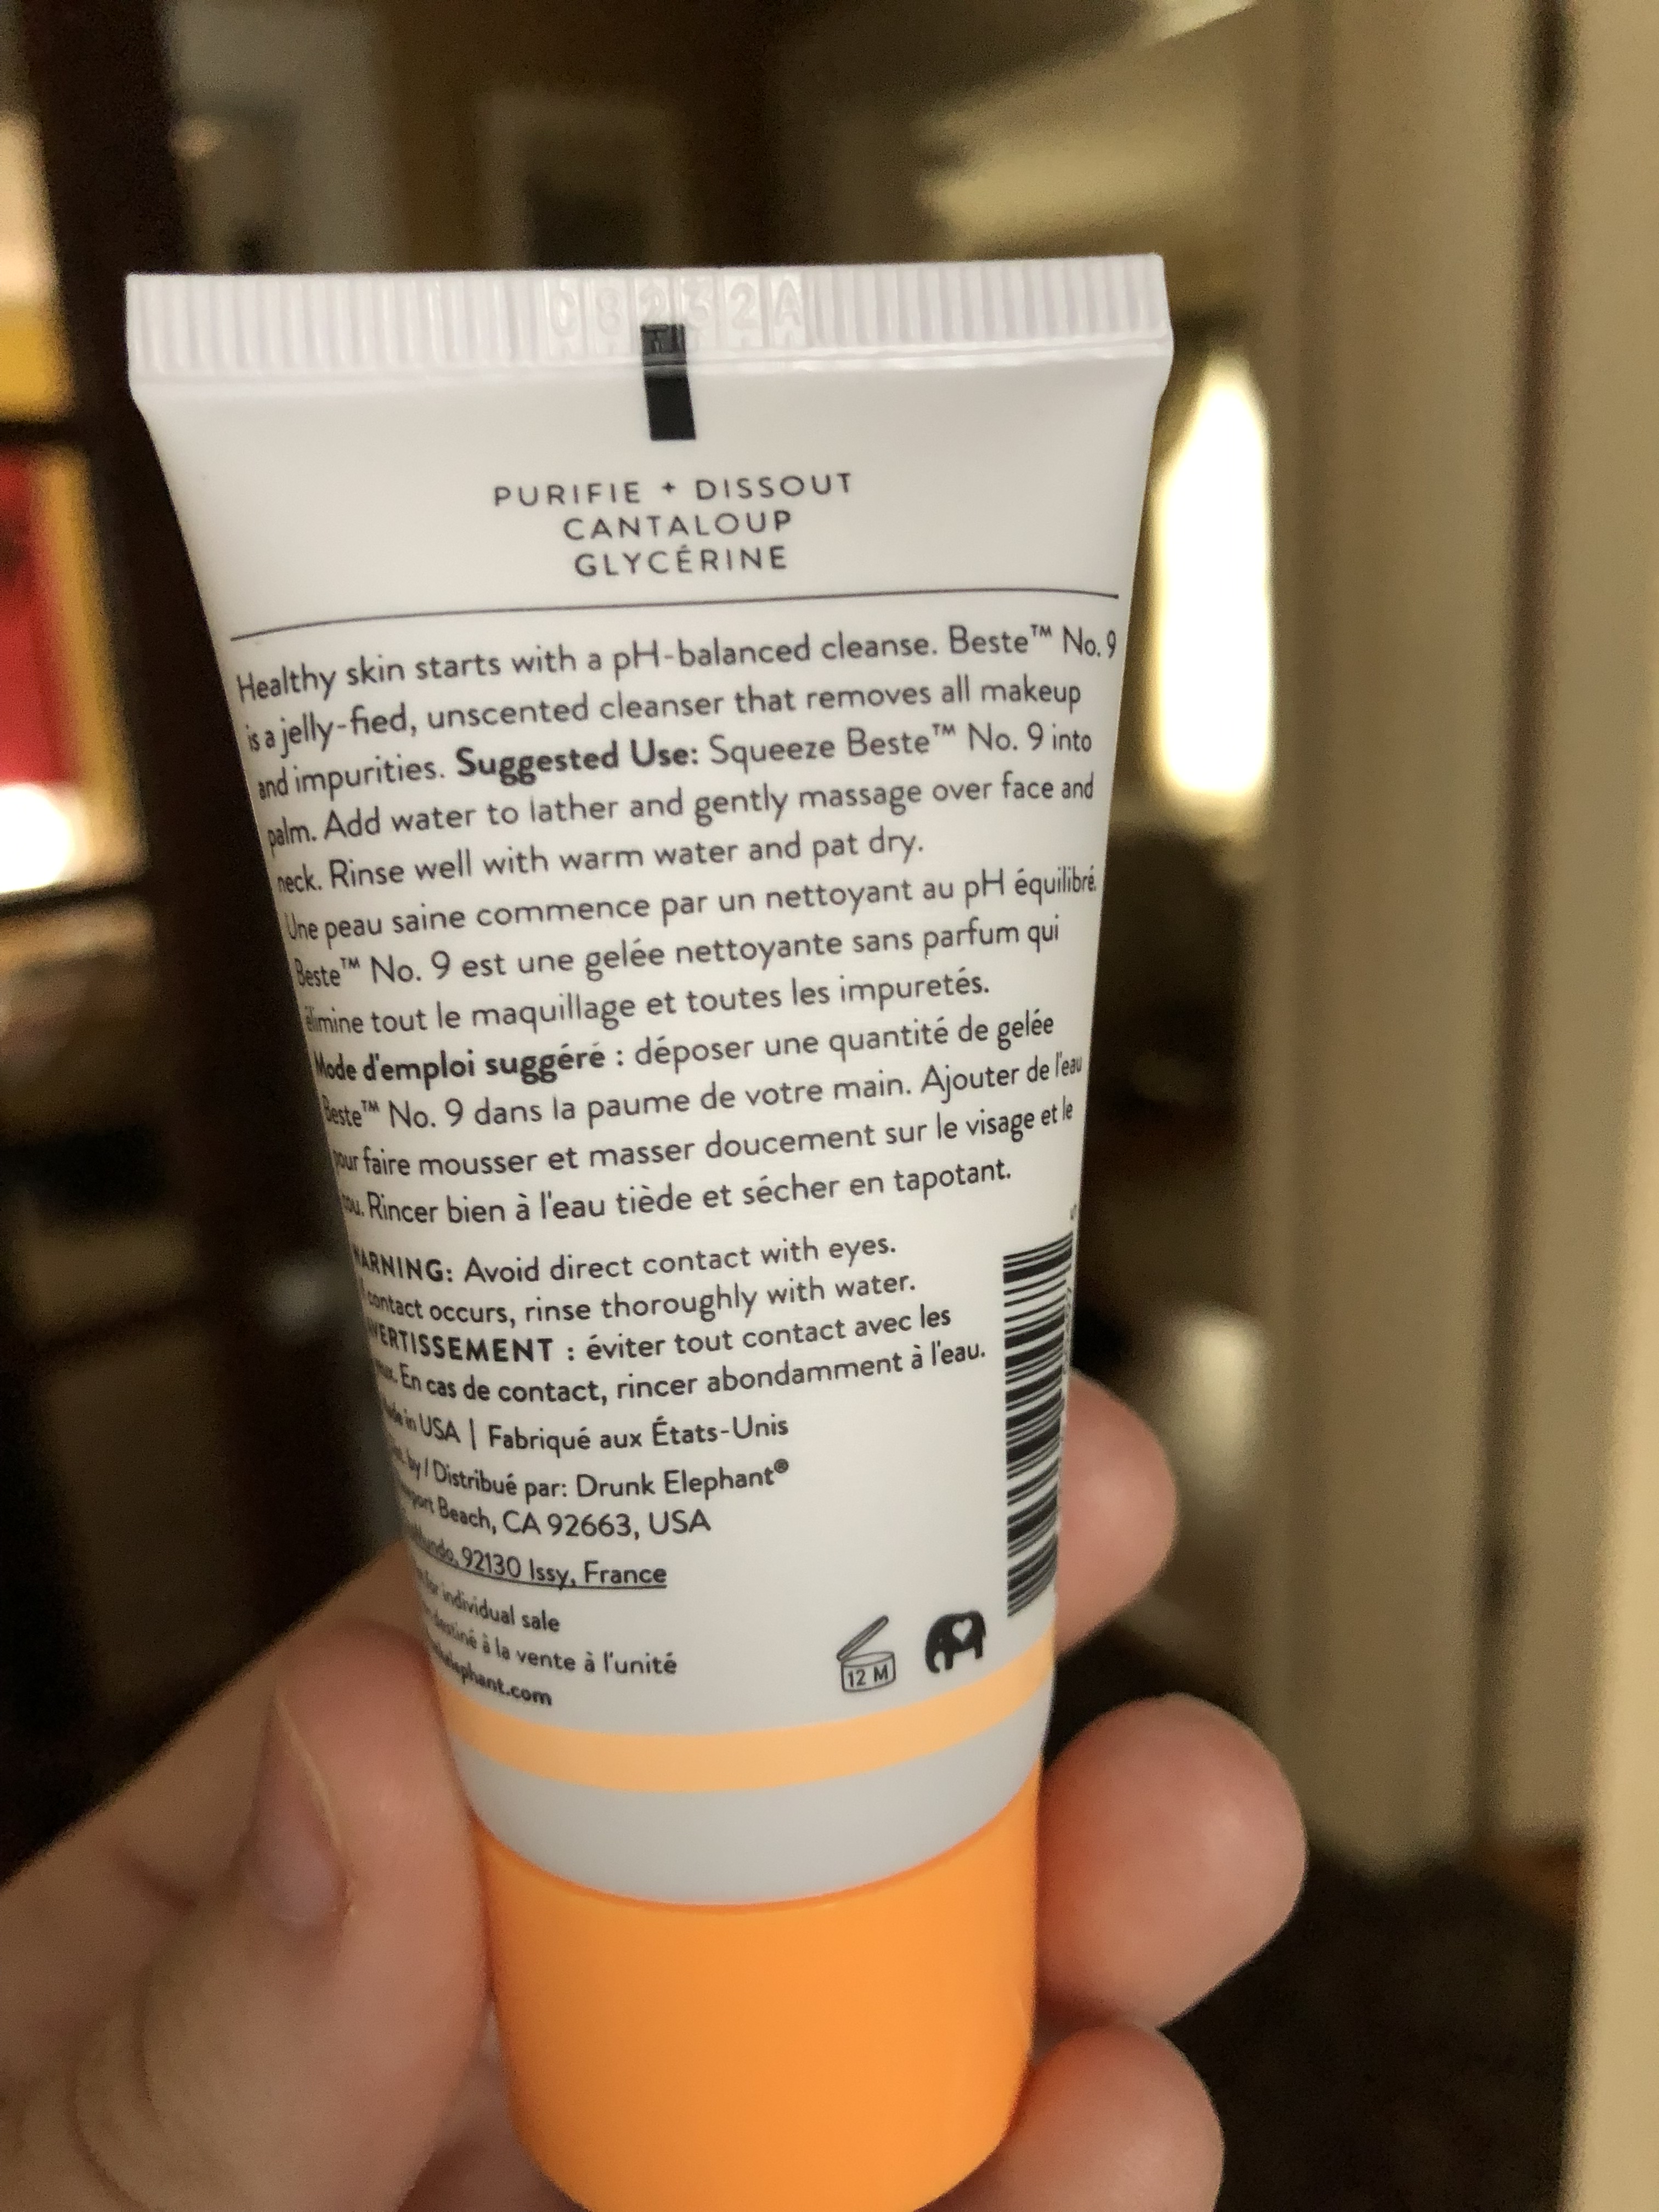 C8232A
PURIFIE + DISSOUT
CANTALOUP
GLYCÉRINE
Healthy skin starts with a pH-balanced cleanse. Beste™ No. 9
is a jelly-fied, unscented cleanser that removes all makeup
and impurities. Suggested Use: Squeeze Beste™ No. 9 into
palm. Add water to lather and gently massage over face and
neck. Rinse well with warm water and pat dry.
Une peau saine commence par un nettoyant au pH équilibré.
Beste™ No. 9 est une gelée nettoyante sans parfum qui
élimine tout le maquillage et toutes les impuretés.
Mode d'emploi suggéré : déposer une quantité de gelée
Beste™ No. 9 dans la paume de votre main. Ajouter de l'eau
pour faire mousser et masser doucement sur le visage et le
cou. Rincer bien à l'eau tiède et sécher en tapotant.
WARNING: Avoid direct contact with eyes.
contact occurs, rinse thoroughly with water.
AVERTISSEMENT : éviter tout contact avec les
En cas de contact, rincer abondamment à l'eau.
Made in USA | Fabriqué aux États-Unis
by / Distribué par: Drunk Elephant®
Beach, CA 92663, USA
92130 Issy, France
for individual sale
destiné à la vente à l'unité
elephant.com
12 M